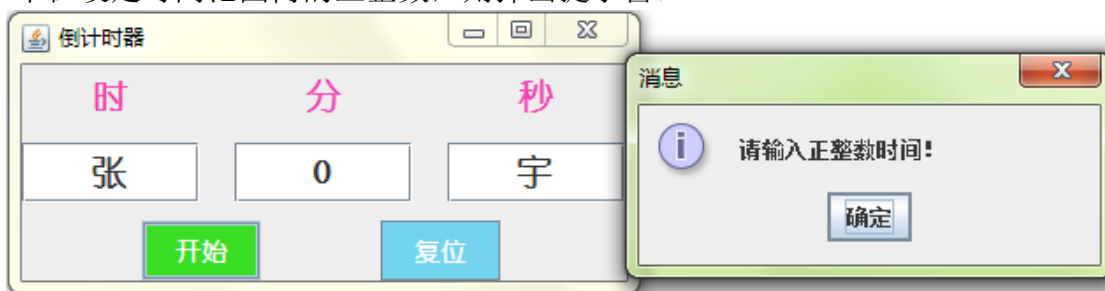 倒计时器
时 分 秒
张 0 宇
开始 复位
消息
请输入正整数时间!
确定